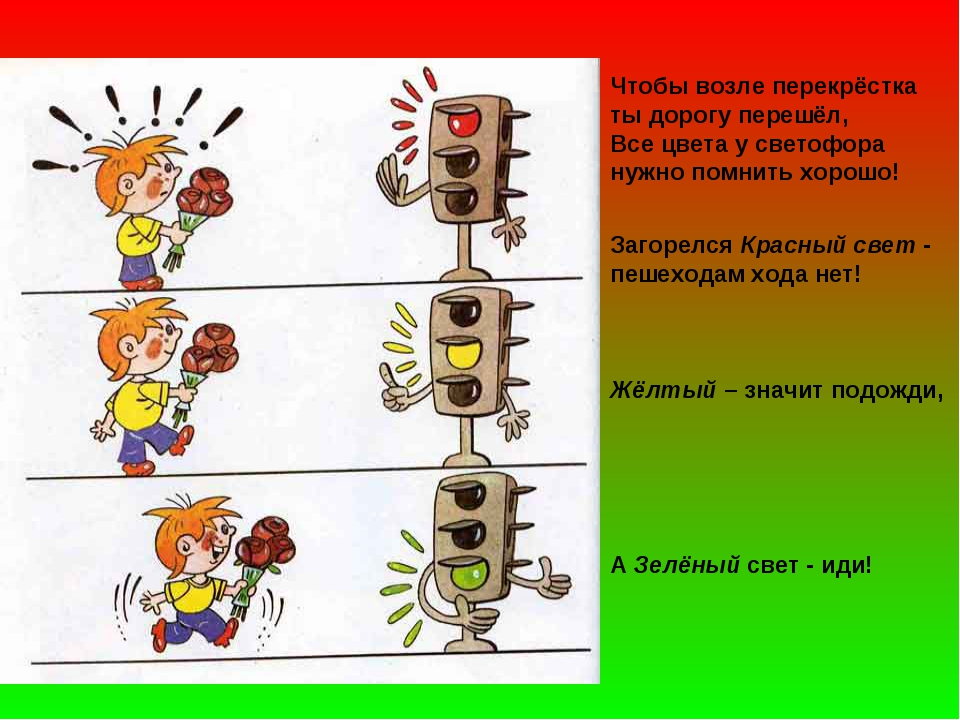 Чтобы возле перекрёстка
ты дорогу перешёл,
Все цвета у светофора
нужно помнить хорошо!
Загорелся Красный свет -
пешеходам хода нет!
Жёлтый – значит подожди,
А Зелёный свет - иди!